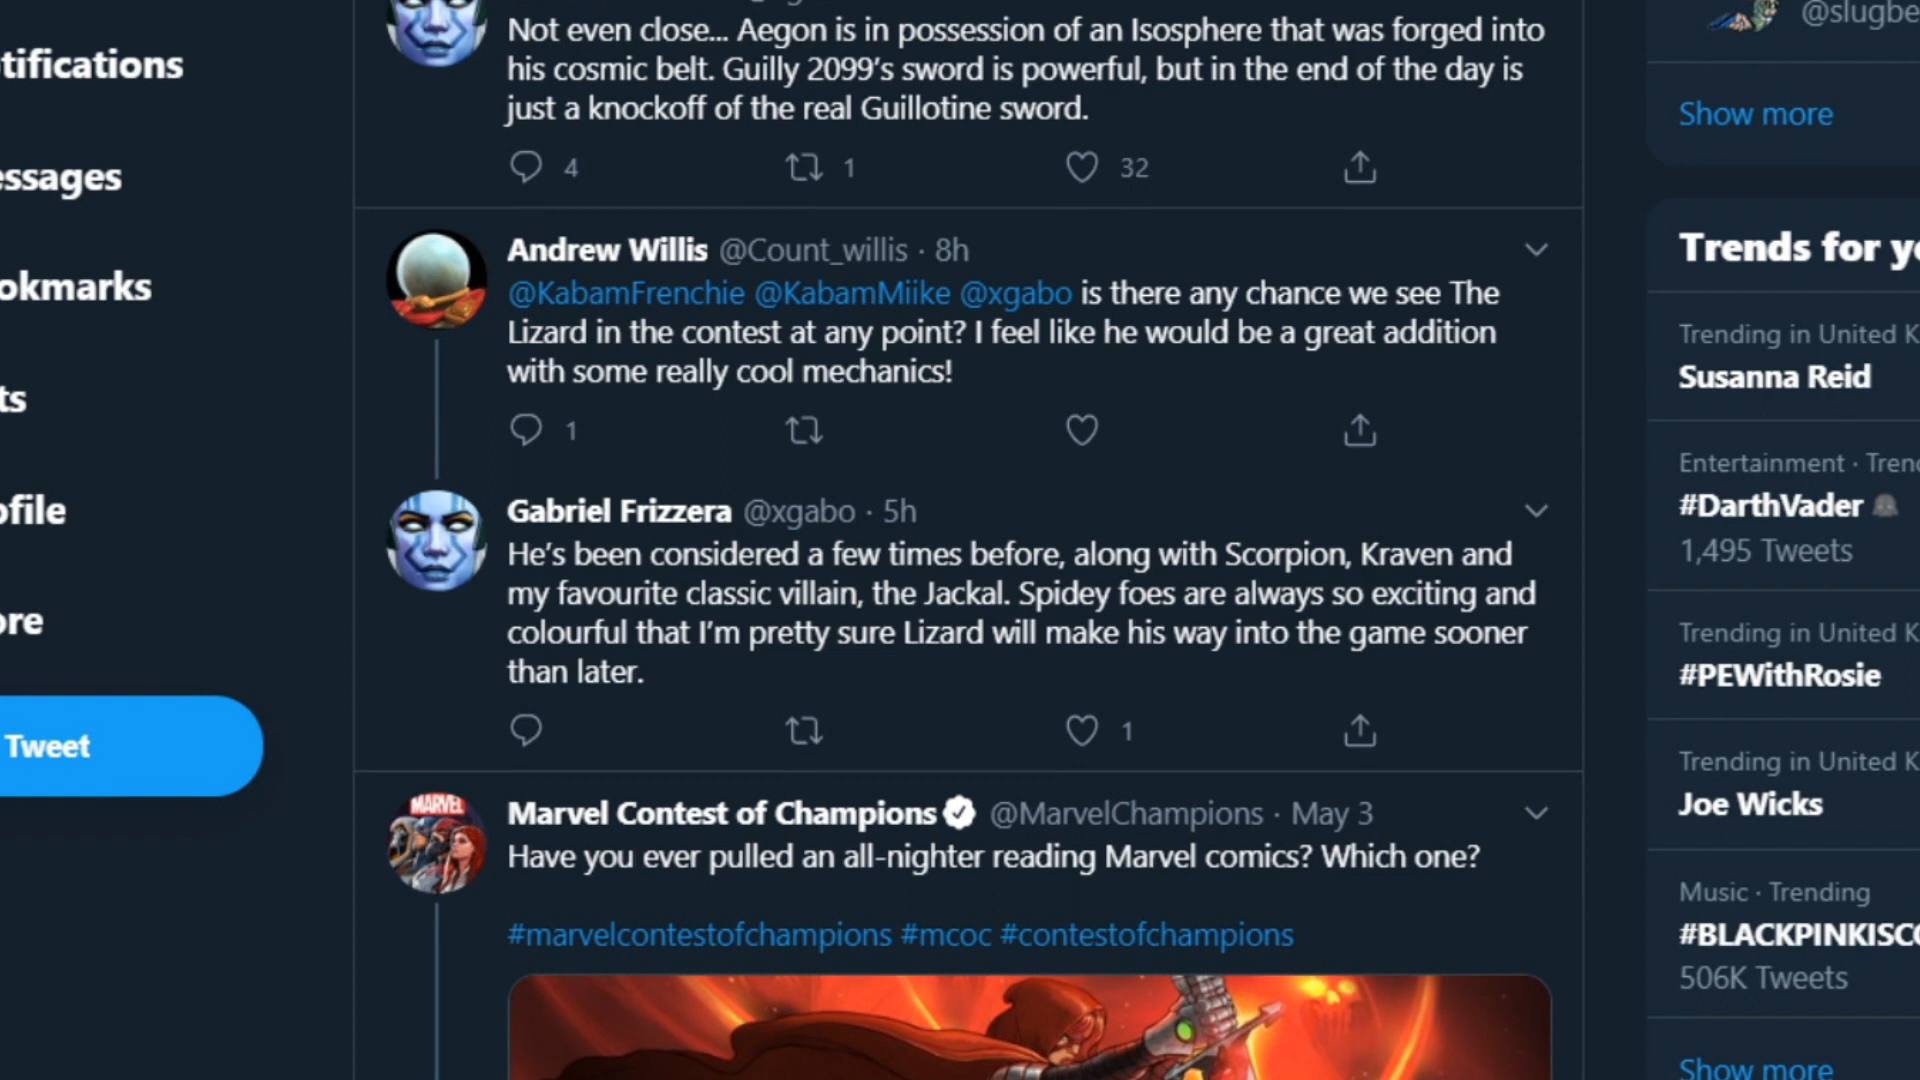 Not even close... Aegon is in possession of an Isosphere that was forged into
his cosmic belt. Guilly 2099's sword is powerful, but in the end of the day is
just a knockoff of the real Guillotine sword.
4 1 32
Andrew Willis @Count_willis · 8h
@KabamFrenchie @KabamMiike @xgabo is there any chance we see The
Lizard in the contest at any point? I feel like he would be a great addition
with some really cool mechanics!
1
Gabriel Frizzera @xgabo · 5h
He's been considered a few times before, along with Scorpion, Kraven and
my favourite classic villain, the Jackal. Spidey foes are always so exciting and
colourful that I'm pretty sure Lizard will make his way into the game sooner
than later.
1
MARVEL
Marvel Contest of Champions @MarvelChampions · May 3
Have you ever pulled an all-nighter reading Marvel comics? Which one?
#marvelcontestofchampions #mcoc #contestofchampions
tifications
essages
okmarks
ts
ofile
ore
Tweet
@slugbe
Show more
Trends for yo
Trending in United K
Susanna Reid
Entertainment · Tren
#DarthVader
1,495 Tweets
Trending in United K
#PEWithRosie
Trending in United K
Joe Wicks
Music · Trending
#BLACKPINKISCO
506K Tweets
Show more